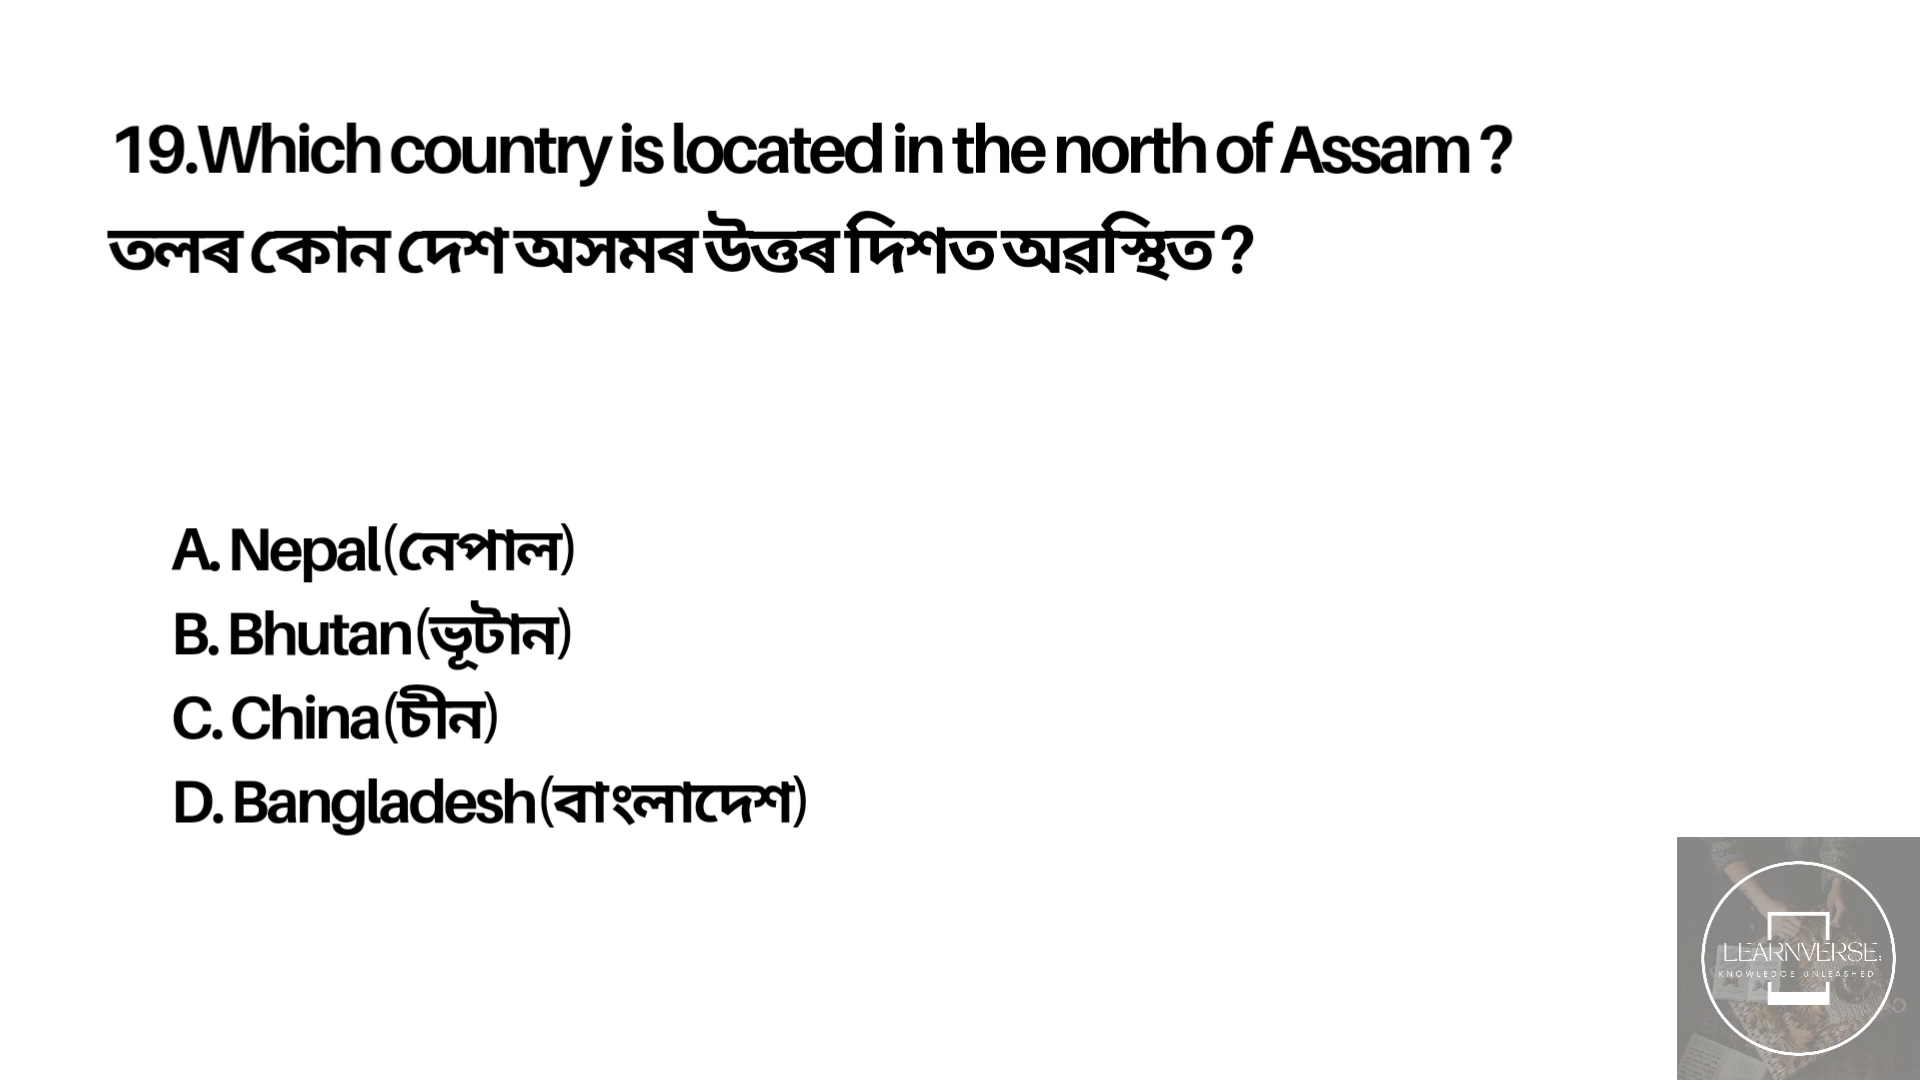 19.Which country is located in the north of Assam ?
তলৰ কোন দেশ অসমৰ উত্তৰ দিশত অৱস্থিত ?
A. Nepal(নেপাল)
B. Bhutan(ভূটান)
C. China(চীন)
D. Bangladesh(বাংলাদেশ)
LEARNVERSE:
KNOWLEDGE UNLEASHED